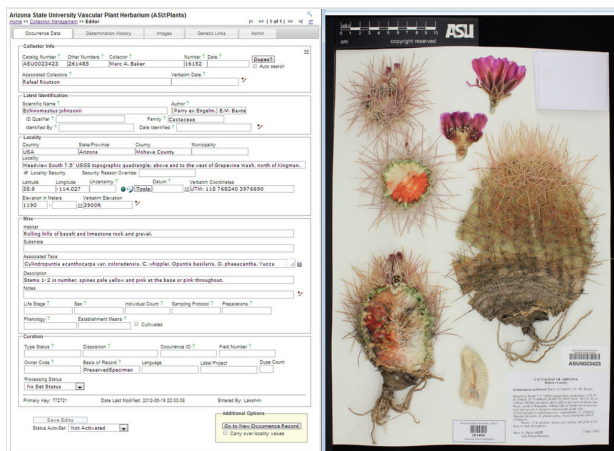 Arizona State University Vascular Plant Herbarium (ASU:Plants)
Home >> Collection Management >> Editor
|< << | 1 of 1 | >> >|
Occurrence Data Determination History Images Genetic Links Admin
Collector Info
Catalog Number ? Other Numbers ? Collector ? Number ? Date ?
ASU0023423 261485 Marc A. Baker 16152 Dupes?
Auto search
Associated Collectors ? Verbatim Date ?
Rafael Routson
Latest Identification
Scientific Name ? Author ?
Echinomastus johnsonii (Parry ex Engelm.) E.M. Baxte
ID Qualifier ? Family ? Cactaceae
Identified By ? Date Identified ?
Locality
Country State/Province County Municipality
USA Arizona Mohave County
Locality
Meadview South 7.5' USGS topographic quadrangle; above and to the west of Grapevine Wash, north of Kingman.
Locality Security Security Reason Override:
Latitude Longitude Uncertainty ? Datum ? Verbatim Coordinates
35.9 -114.027 Tools UTM: 11S 768240 3976690
Elevation in Meters Verbatim Elevation
1190 - 3900ft
Misc
Habitat
Rolling hills of basalt and limestone rock and gravel.
Substrate
Associated Taxa
Cylindropuntia acanthocarpa var. coloradensis, C. whipplei, Opuntia basilaris, O. phaeacantha, Yucca
Description
Stems 1-2 in number, spines pale yellow and pink at the base or pink throughout.
Notes
Life Stage ? Sex ? Individual Count ? Sampling Protocol ? Preparations ?
Phenology ? Establishment Means ? Cultivated
Curation
Type Status ? Disposition ? Occurrence ID ? Field Number ?
Owner Code ? Basis of Record ? Language Label Project Dupe Count
PreservedSpecimen
Processing Status
No Set Status
Primary Key: 772721 Date Last Modified: 2012-06-19 22:00:08 Entered By: Lakshmi
Save Edits
Status Auto-Set: Not Activated
Additional Options
Go to New Occurrence Record
Carry over locality values
cm copyright reserved ASU
ASU0023423